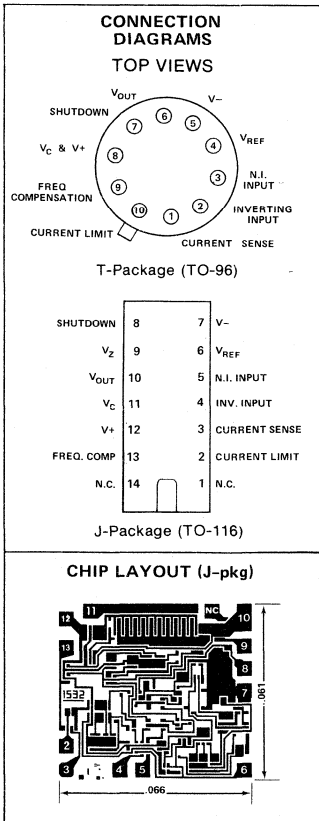 CONNECTION
DIAGRAMS
TOP VIEWS
VOUT
V–
SHUTDOWN
6
7
5
VREF
4
VC & V+
8
3
N.I.
INPUT
FREQ
COMPENSATION
9
2
INVERTING
INPUT
10
1
CURRENT LIMIT
CURRENT SENSE
T-Package (TO-96)
SHUTDOWN 8 7 V–
VZ 9 6 VREF
VOUT 10 5 N.I. INPUT
VC 11 4 INV. INPUT
V+ 12 3 CURRENT SENSE
FREQ. COMP 13 2 CURRENT LIMIT
N.C. 14 1 N.C.
J-Package (TO-116)
CHIP LAYOUT (J-pkg)
11
NC
10
12
9
13
8
7
1532
.061
2
3
4
5
6
.066